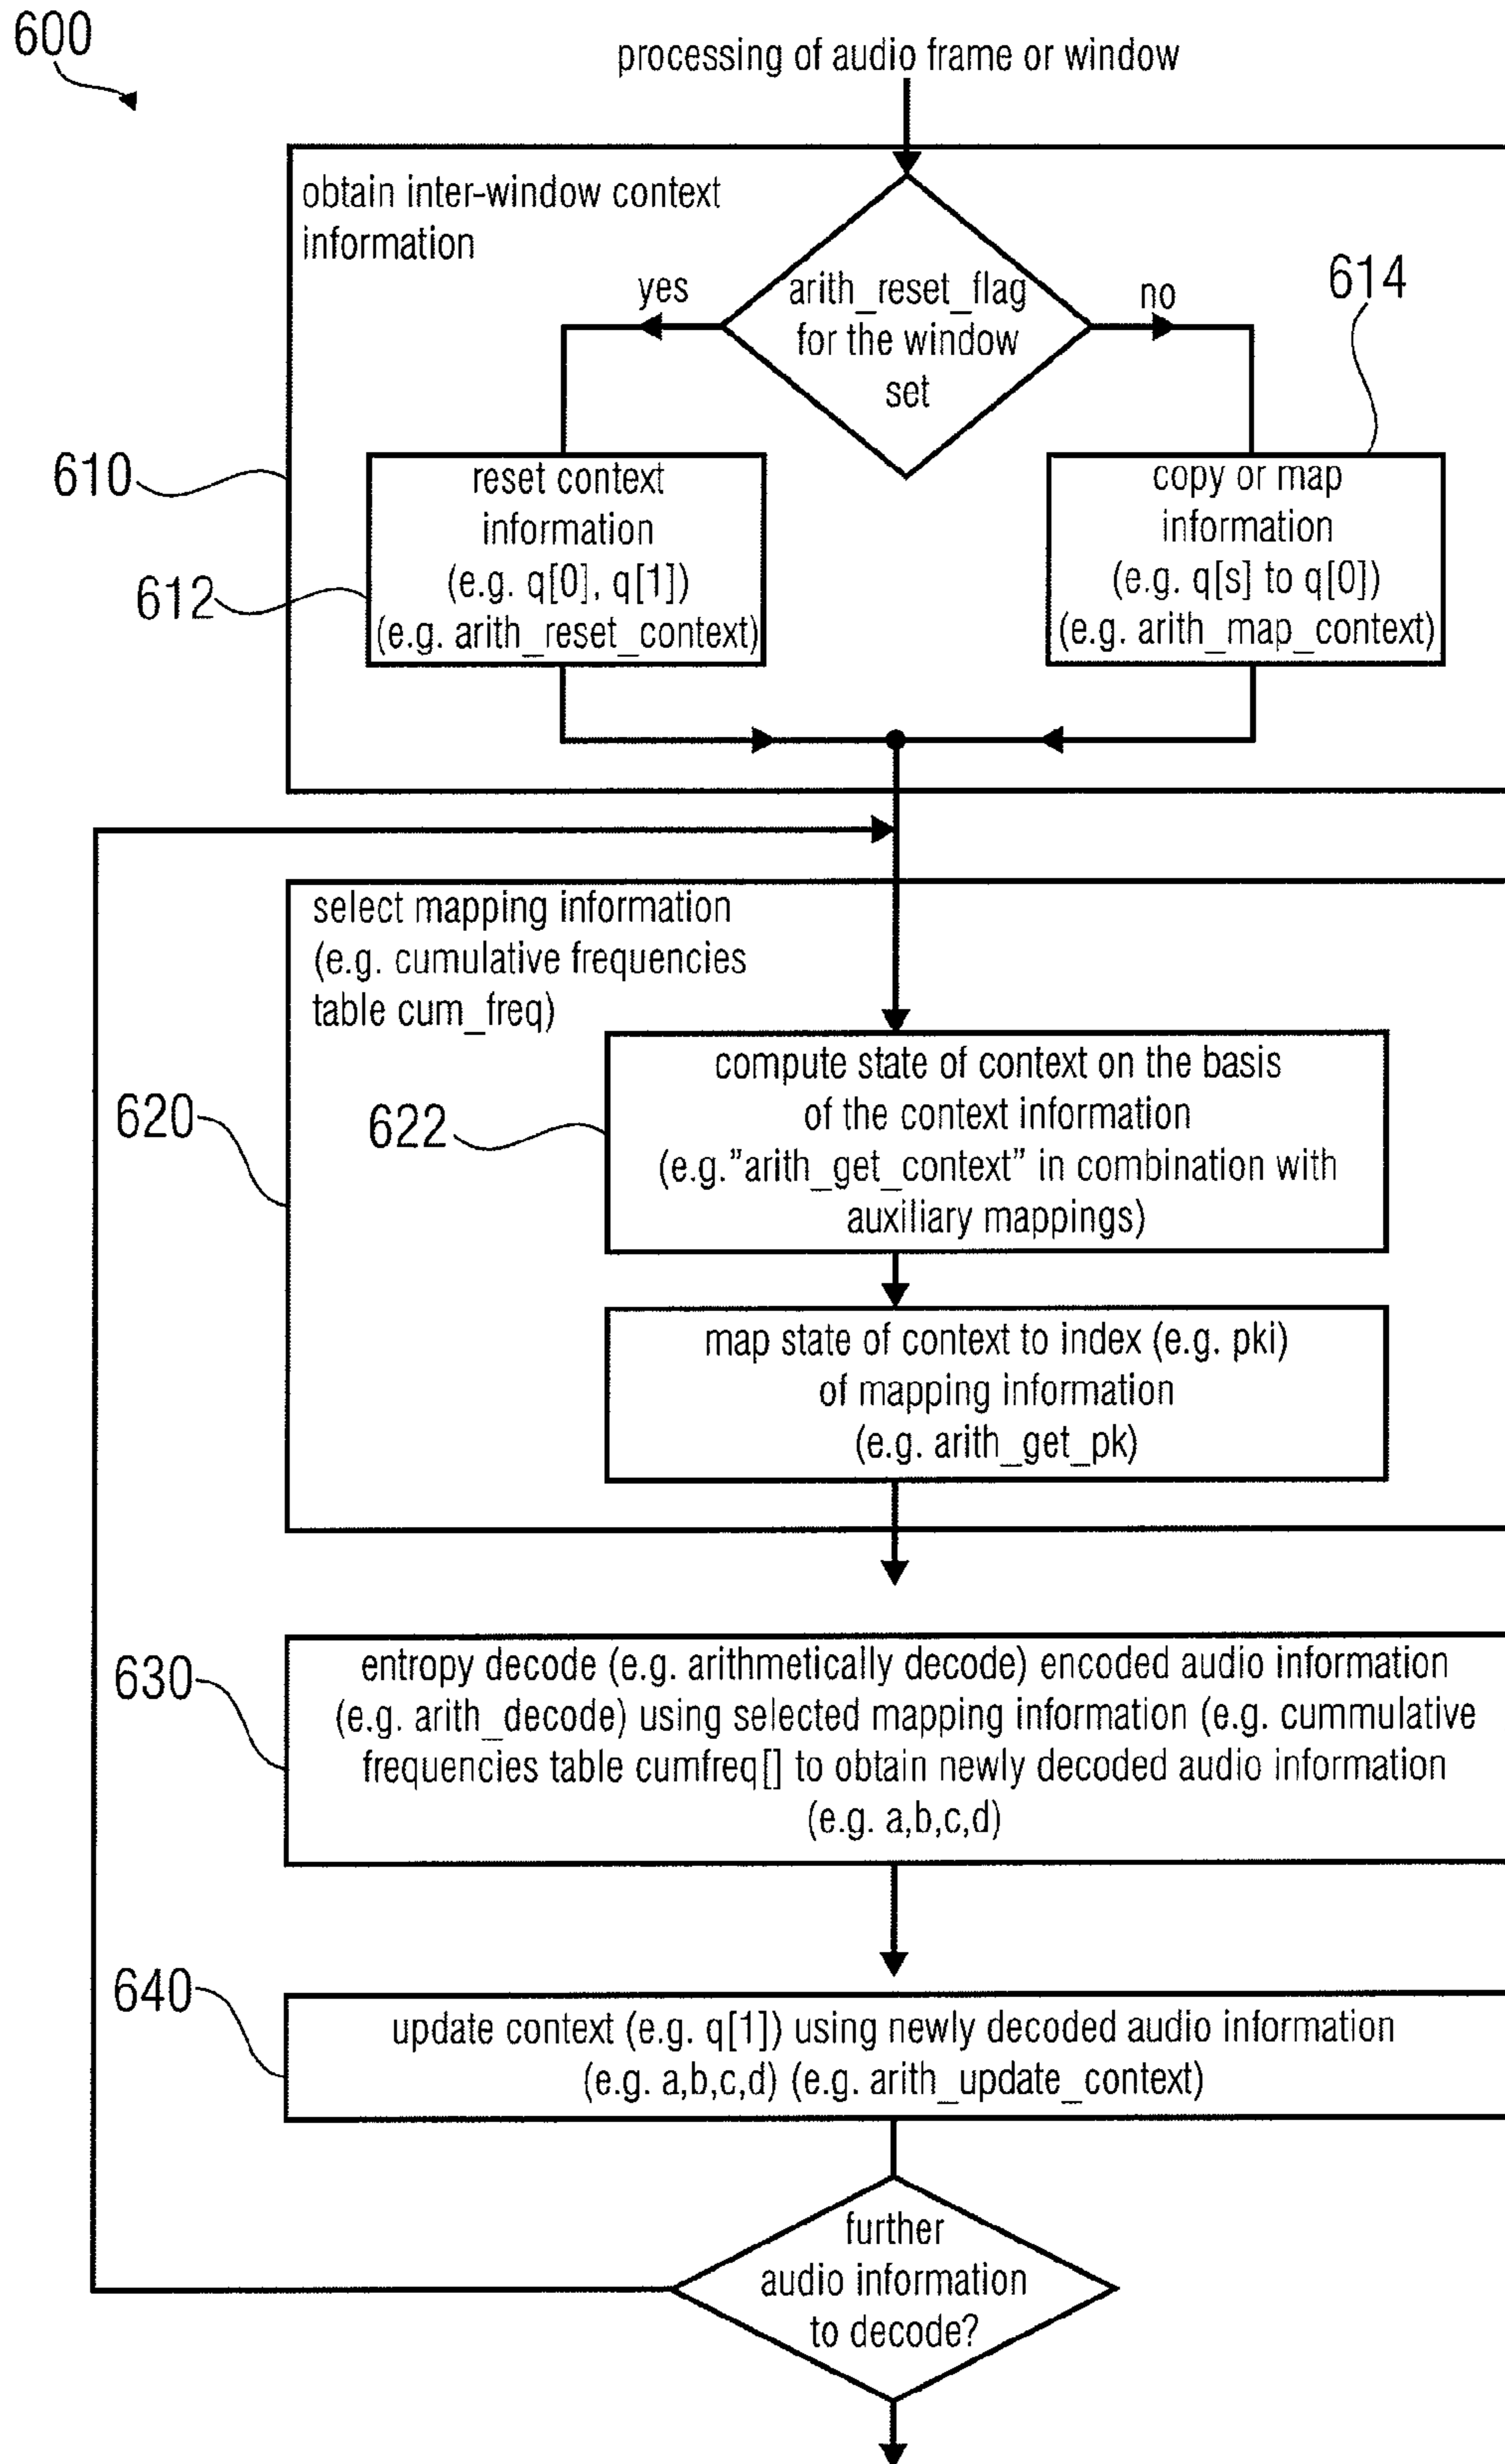 600
processing of audio frame or window
obtain inter-window context
information
arith_reset_flag
for the window
set
yes
no
614
610
reset context
information
(e.g. q[0], q[1])
(e.g. arith_reset_context)
612
copy or map
information
(e.g. q[s] to q[0])
(e.g. arith_map_context)
select mapping information
(e.g. cumulative frequencies
table cum_freq)
620
622
compute state of context on the basis
of the context information
(e.g."arith_get_context" in combination with
auxiliary mappings)
map state of context to index (e.g. pki)
of mapping information
(e.g. arith_get_pk)
630
entropy decode (e.g. arithmetically decode) encoded audio information
(e.g. arith_decode) using selected mapping information (e.g. cummulative
frequencies table cumfreq[] to obtain newly decoded audio information
(e.g. a,b,c,d)
640
update context (e.g. q[1]) using newly decoded audio information
(e.g. a,b,c,d) (e.g. arith_update_context)
further
audio information
to decode?